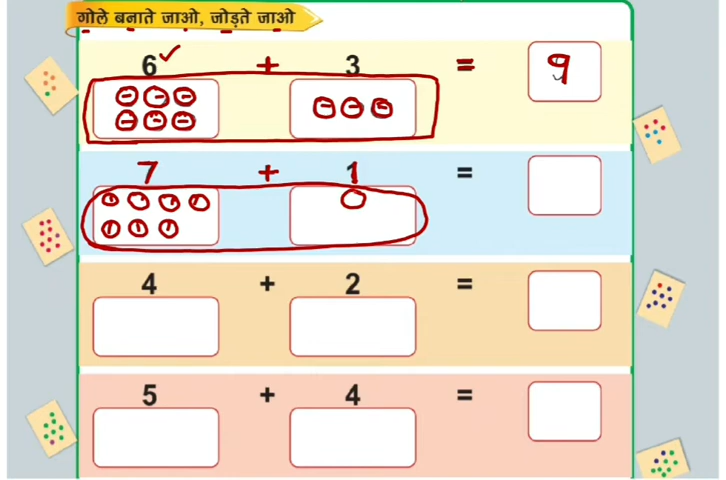 गोले बनाते जाओ, जोड़ते जाओ
6 + 3 = 9
7 + 1 =
4 + 2 =
5 + 4 =